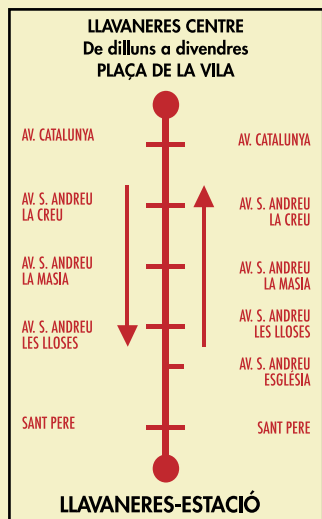 LLAVANERES CENTRE
De dilluns a divendres
PLAÇA DE LA VILA
AV. CATALUNYA
AV. S. ANDREU
LA CREU
AV. S. ANDREU
LA MASIA
AV. S. ANDREU
LES LLOSES
SANT PERE
AV. CATALUNYA
AV. S. ANDREU
LA CREU
AV. S. ANDREU
LA MASIA
AV. S. ANDREU
LES LLOSES
AV. S. ANDREU
ESGLÉSIA
SANT PERE
LLAVANERES-ESTACIÓ